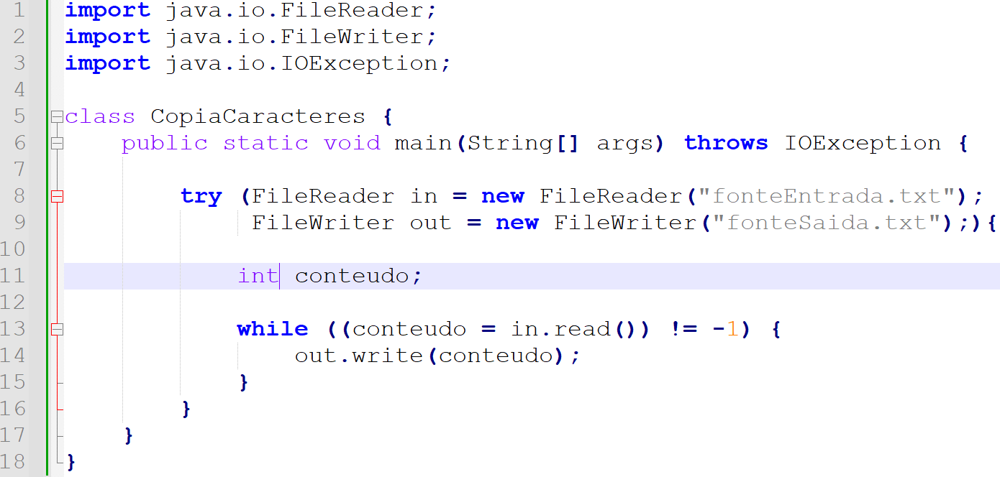 1 import java.io.FileReader;
2 import java.io.FileWriter;
3 import java.io.IOException;
4
5 class CopiaCaracteres {
6 public static void main(String[] args) throws IOException {
7
8 try (FileReader in = new FileReader("fonteEntrada.txt");
9 FileWriter out = new FileWriter("fonteSaida.txt");){
10
11 int conteudo;
12
13 while ((conteudo = in.read()) != -1) {
14 out.write(conteudo);
15 }
16 }
17 }
18 }